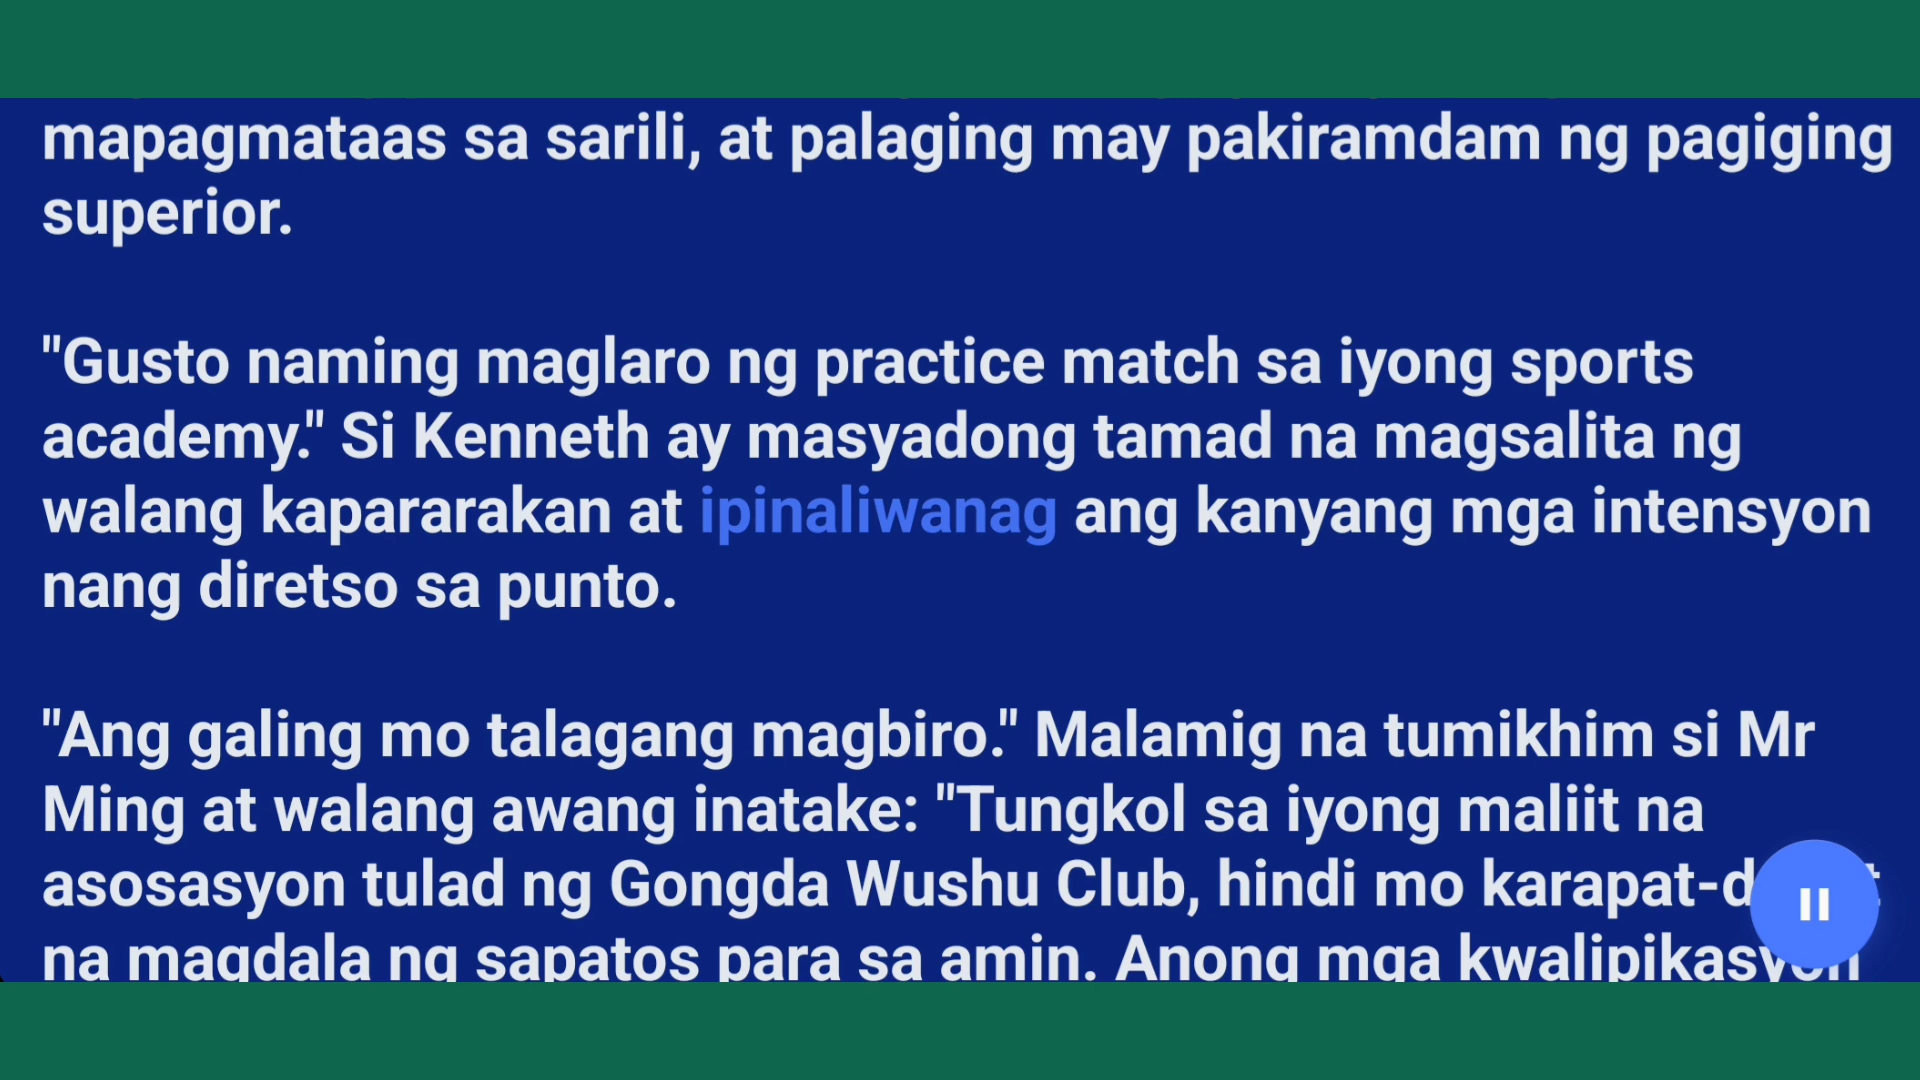 mapagmataas sa sarili, at palaging may pakiramdam ng pagiging
superior.
"Gusto naming maglaro ng practice match sa iyong sports
academy." Si Kenneth ay masyadong tamad na magsalita ng
walang kapararakan at ipinaliwanag ang kanyang mga intensyon
nang diretso sa punto.
"Ang galing mo talagang magbiro." Malamig na tumikhim si Mr
Ming at walang awang inatake: "Tungkol sa iyong maliit na
asosasyon tulad ng Gongda Wushu Club, hindi mo
na magdala ng sapatos para sa amin. Anong mga kwalipikasyon